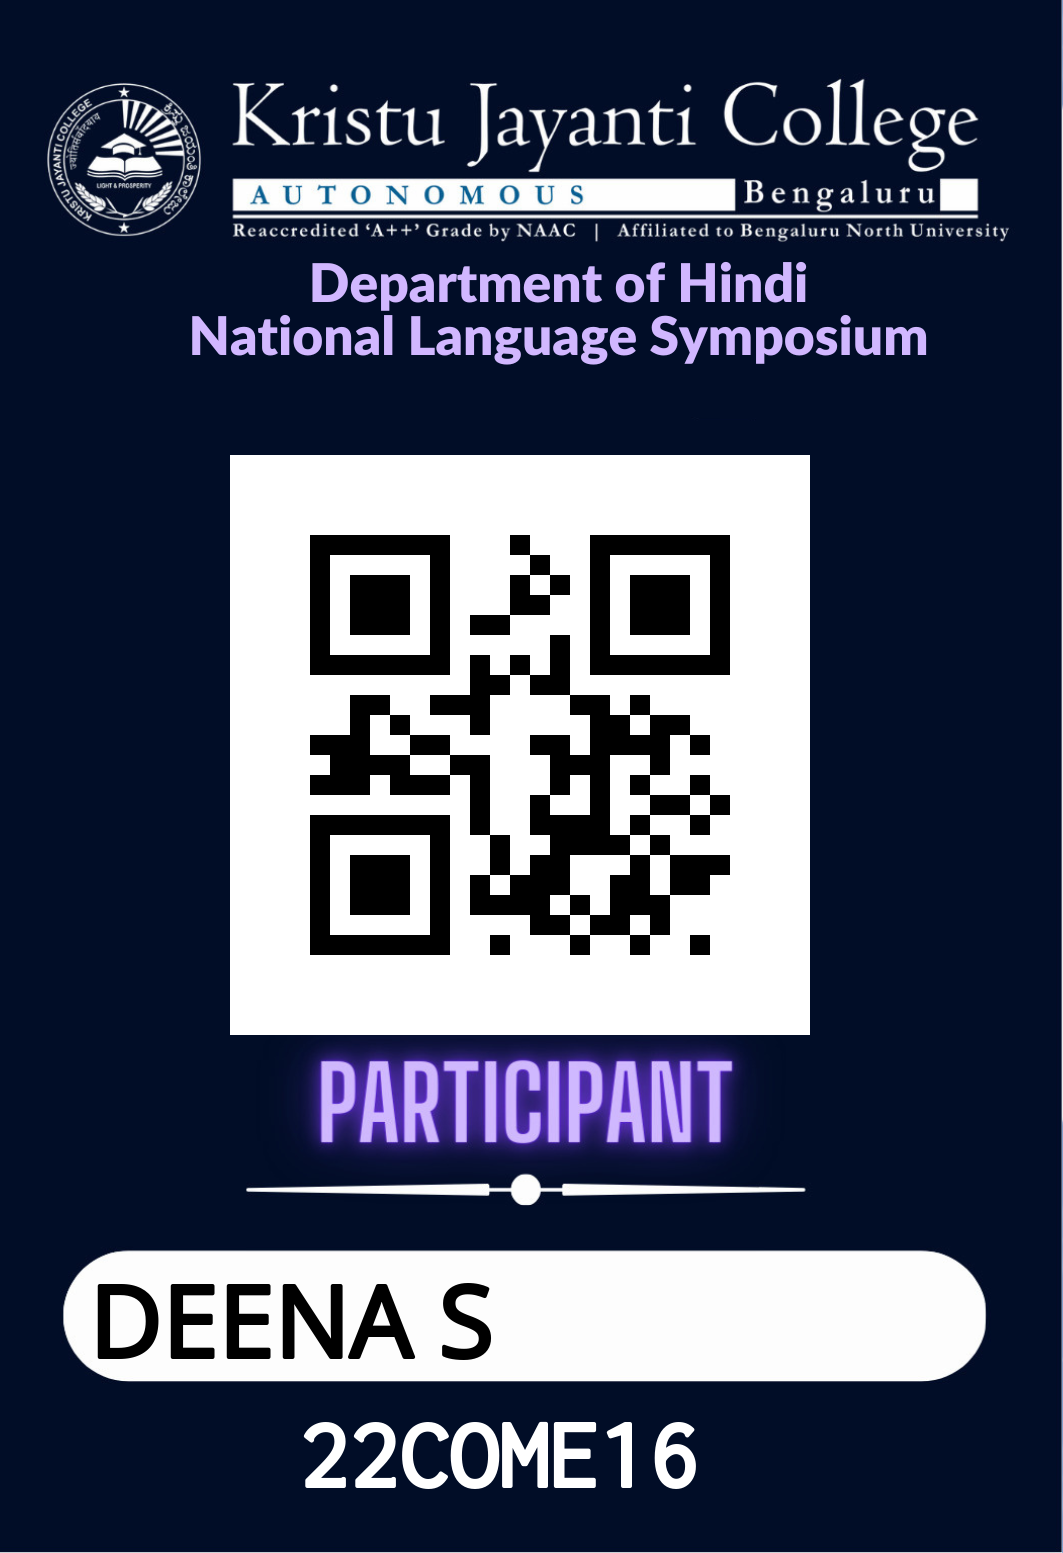 KRISTU JAYANTI COLLEGE
LIGHT & PROSPERITY
Kristu Jayanti College
AUTONOMOUS Bengaluru
Reaccredited ‘A++’ Grade by NAAC | Affiliated to Bengaluru North University
Department of Hindi
National Language Symposium
PARTICIPANT
DEENA S
22COME16